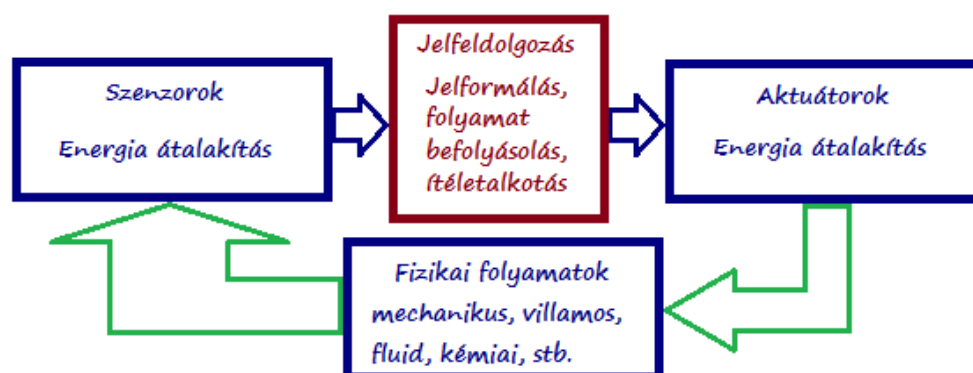 Szenzorok
Energia átalakítás
Jelfeldolgozás
Jelformálás,
folyamat
befolyásolás,
ítéletalkotás
Aktuátorok
Energia átalakítás
Fizikai folyamatok
mechanikus, villamos,
fluid, kémiai, stb.